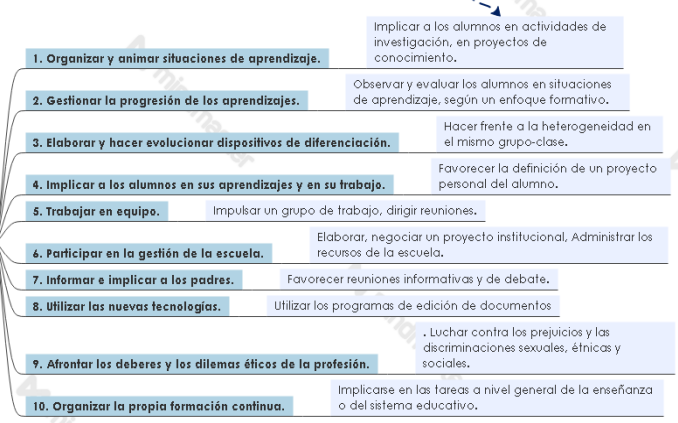 Implicar a los alumnos en actividades de
investigación, en proyectos de
conocimiento.
1. Organizar y animar situaciones de aprendizaje.
Observar y evaluar los alumnos en situaciones
de aprendizaje, según un enfoque formativo.
2. Gestionar la progresión de los aprendizajes.
Hacer frente a la heterogeneidad en
el mismo grupo-clase.
3. Elaborar y hacer evolucionar dispositivos de diferenciación.
Favorecer la definición de un proyecto
personal del alumno.
4. Implicar a los alumnos en sus aprendizajes y en su trabajo.
5. Trabajar en equipo.
Impulsar un grupo de trabajo, dirigir reuniones.
Elaborar, negociar un proyecto institucional, Administrar los
recursos de la escuela.
6. Participar en la gestión de la escuela.
7. Informar e implicar a los padres.
Favorecer reuniones informativas y de debate.
8. Utilizar las nuevas tecnologías.
Utilizar los programas de edición de documentos
. Luchar contra los prejuicios y las
discriminaciones sexuales, étnicas y
sociales.
9. Afrontar los deberes y los dilemas éticos de la profesión.
Implicarse en las tareas a nivel general de la enseñanza
o del sistema educativo.
10. Organizar la propia formación continua.